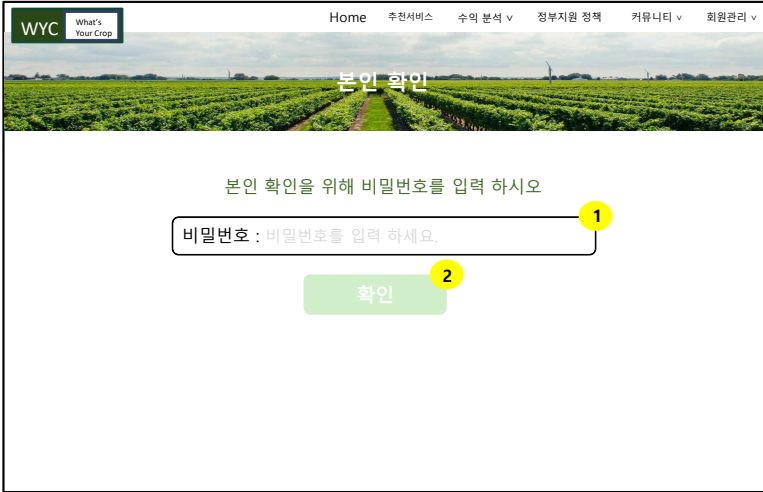 WYC
What's
Your Crop
Home 추천서비스 수익 분석 ∨ 정부지원 정책 커뮤니티 ∨ 회원관리 ∨
본인 확인
본인 확인을 위해 비밀번호를 입력 하시오
1
비밀번호 : 비밀번호를 입력 하세요.
2
확인